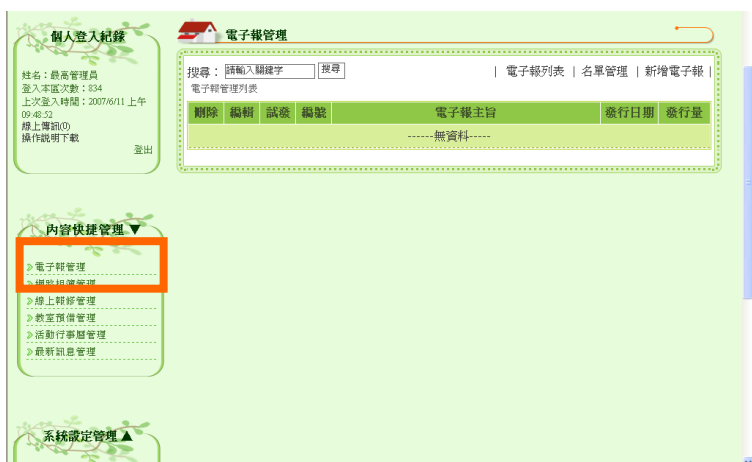 個人登入紀錄
姓名：最高管理員
登入本區次數：834
上次登入時間：2007/6/11 上午
09:48:52
線上傳訊(0)
操作說明下載
登出
電子報管理
搜尋： 請輸入關鍵字 搜尋 | 電子報列表 | 名單管理 | 新增電子報 |
電子報管理列表
刪除 編輯 試發 編號 電子報主旨 發行日期 發行量
------無資料-----
內容快捷管理▼
»電子報管理
»網路相簿管理
»線上報修管理
»教室預借管理
»活動行事曆管理
»最新訊息管理
系統設定管理▲